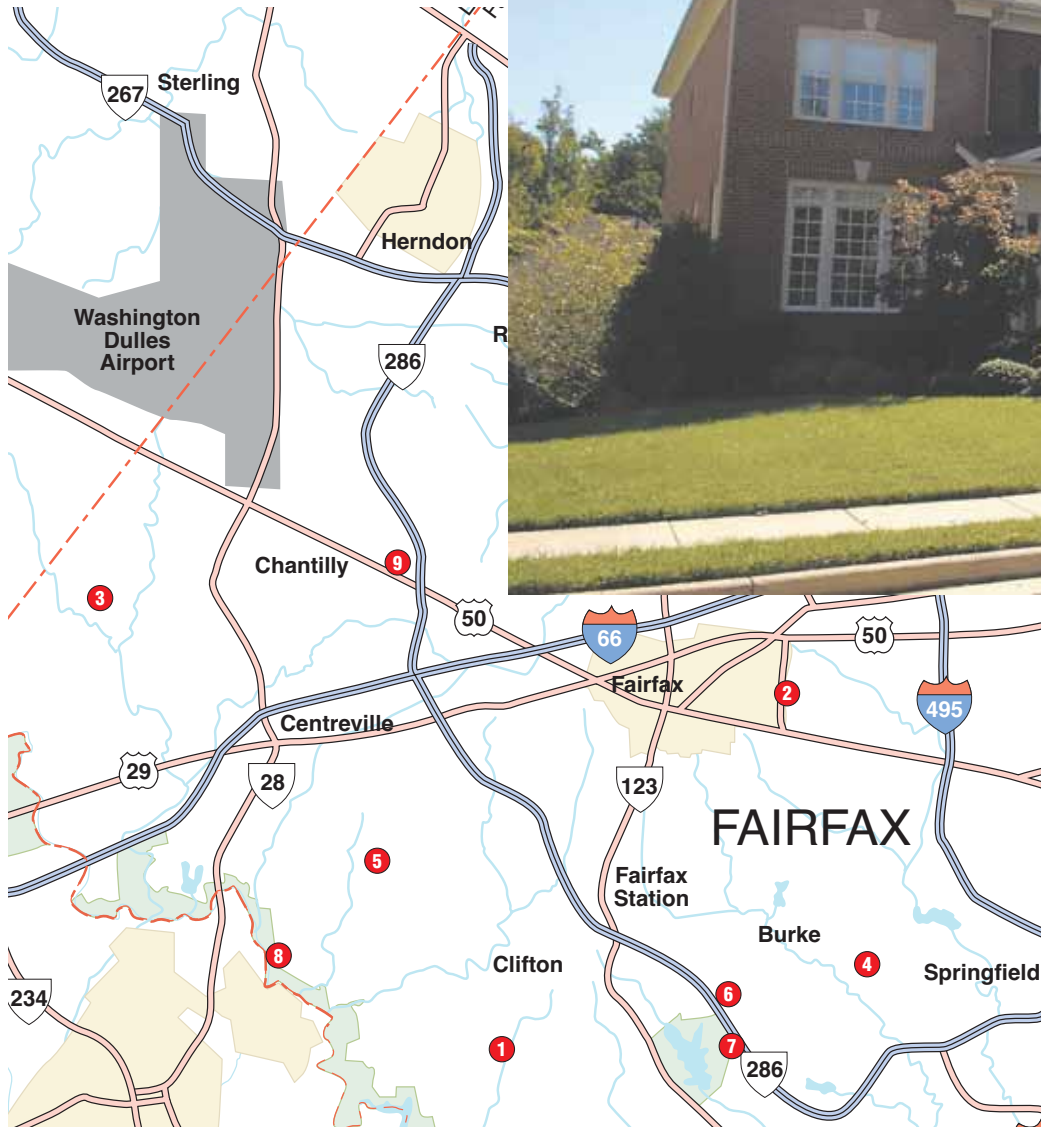 267
Sterling
Herndon
Washington
Dulles
Airport
286
R
Chantilly
9
3
50
66
50
Fairfax
2
495
Centreville
29
28
123
FAIRFAX
5
Fairfax
Station
Burke
8
Clifton
4
Springfield
234
6
1
7
286